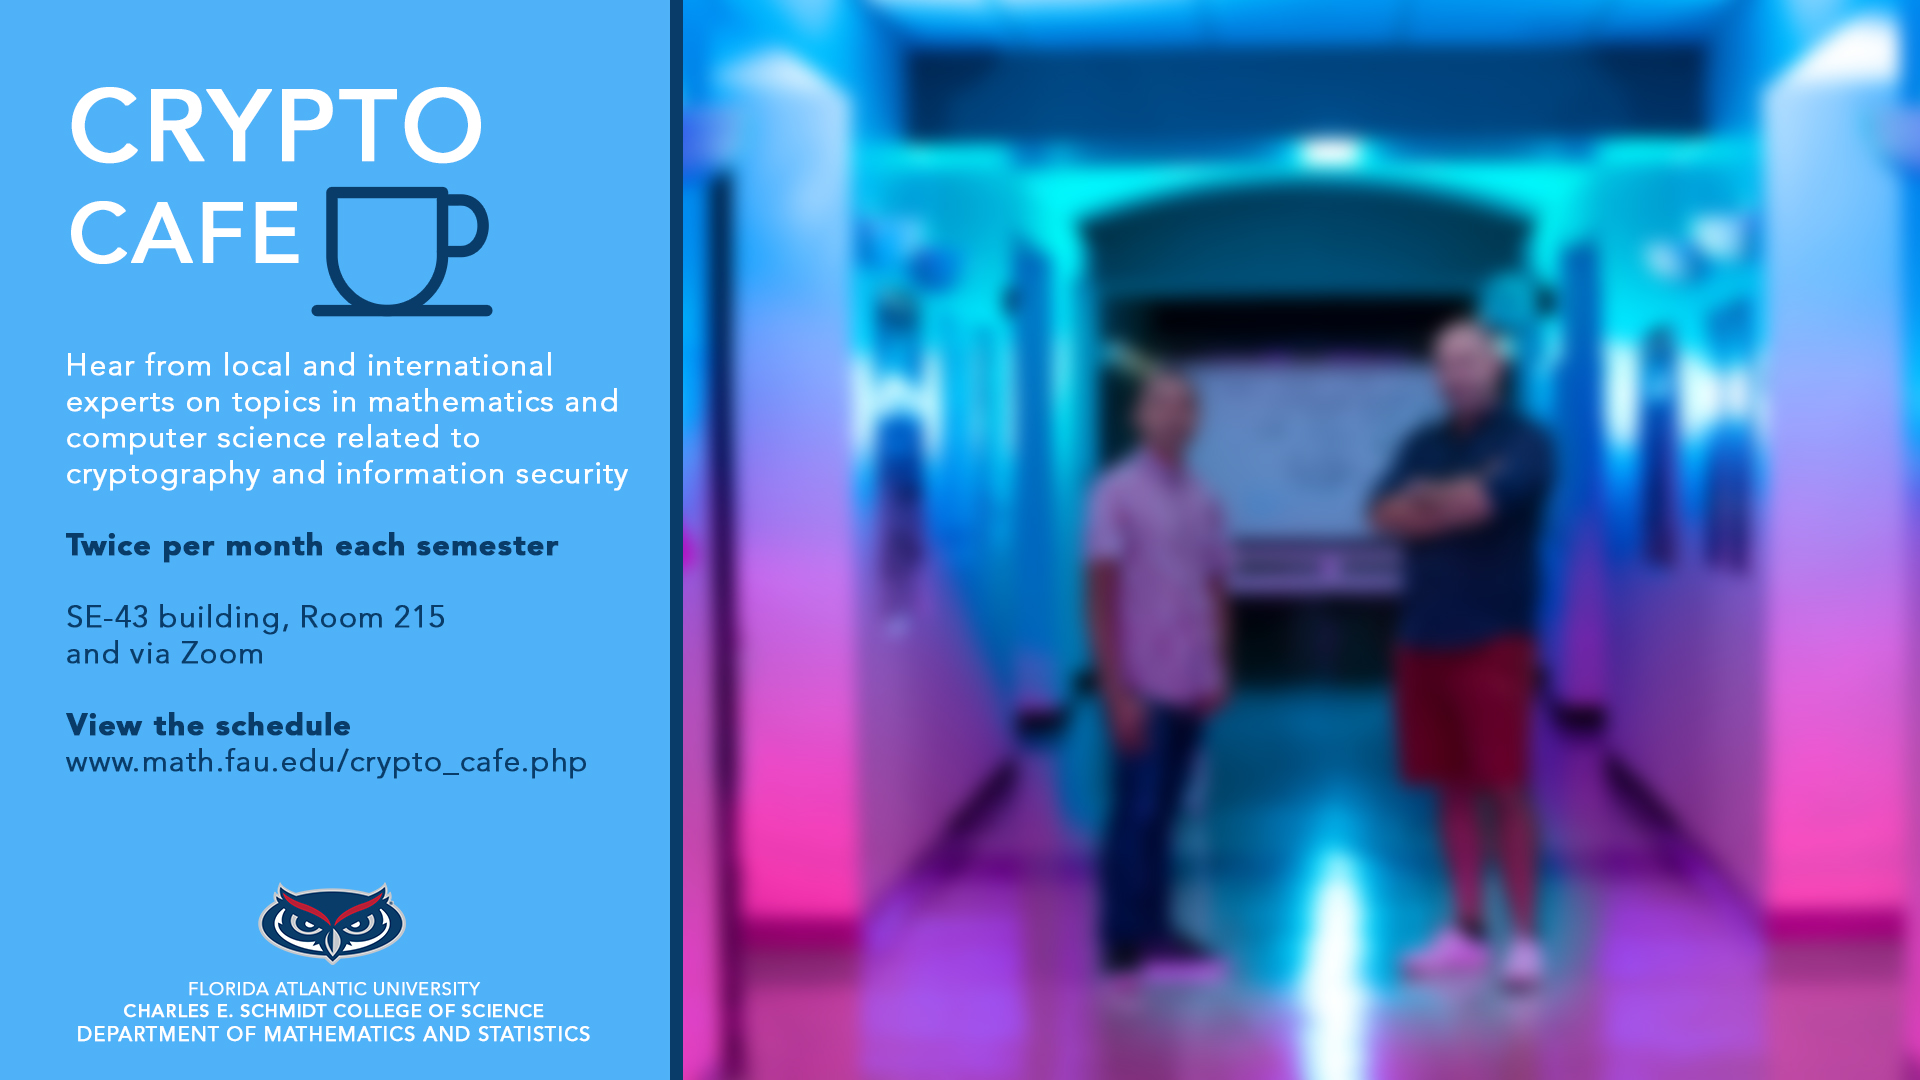 CRYPTO
CAFE
Hear from local and international
experts on topics in mathematics and
computer science related to
cryptography and information security
Twice per month each semester
SE-43 building, Room 215
and via Zoom
View the schedule
www.math.fau.edu/crypto_cafe.php
FLORIDA ATLANTIC UNIVERSITY
CHARLES E. SCHMIDT COLLEGE OF SCIENCE
DEPARTMENT OF MATHEMATICS AND STATISTICS